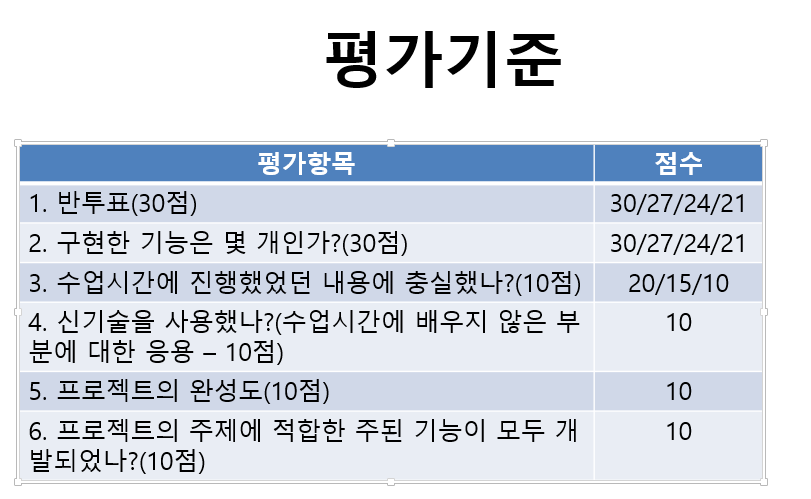 평가기준
평가항목 점수
1. 반투표(30점) 30/27/24/21
2. 구현한 기능은 몇 개인가?(30점) 30/27/24/21
3. 수업시간에 진행했었던 내용에 충실했나?(10점) 20/15/10
4. 신기술을 사용했나?(수업시간에 배우지 않은 부 10
분에 대한 응용 – 10점)
5. 프로젝트의 완성도(10점) 10
6. 프로젝트의 주제에 적합한 주된 기능이 모두 개 10
발되었나?(10점)